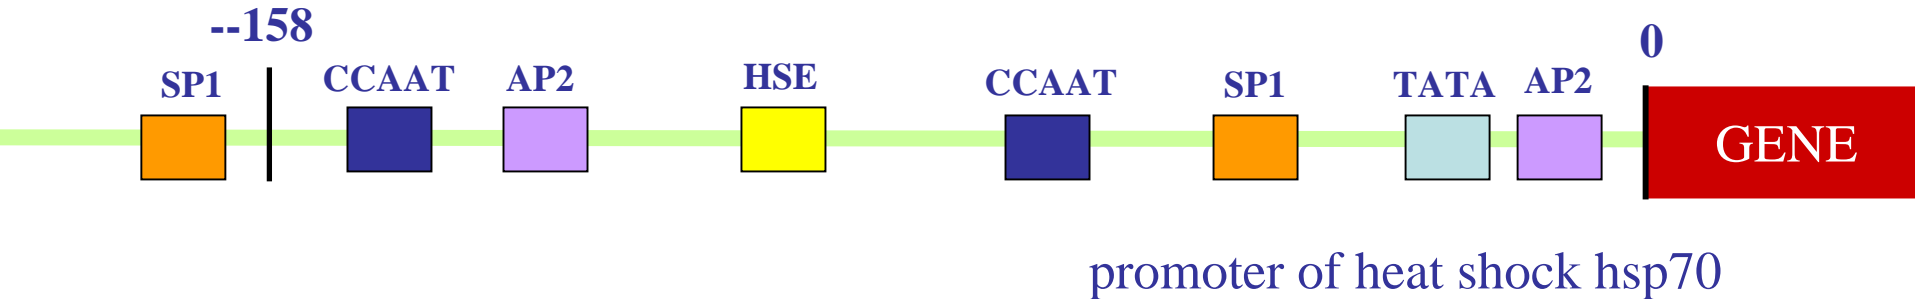 --158
0
SP1 CCAAT AP2 HSE CCAAT SP1 TATA AP2
GENE
promoter of heat shock hsp70